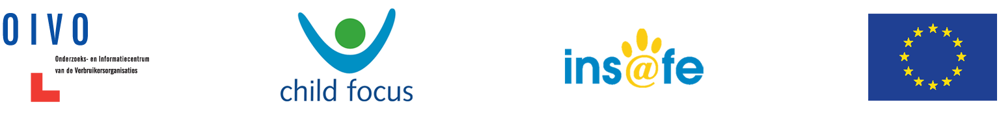 OIVO
Onderzoeks- en Informatiecentrum
van de Verbruikersorganisaties
child focus
ins@fe